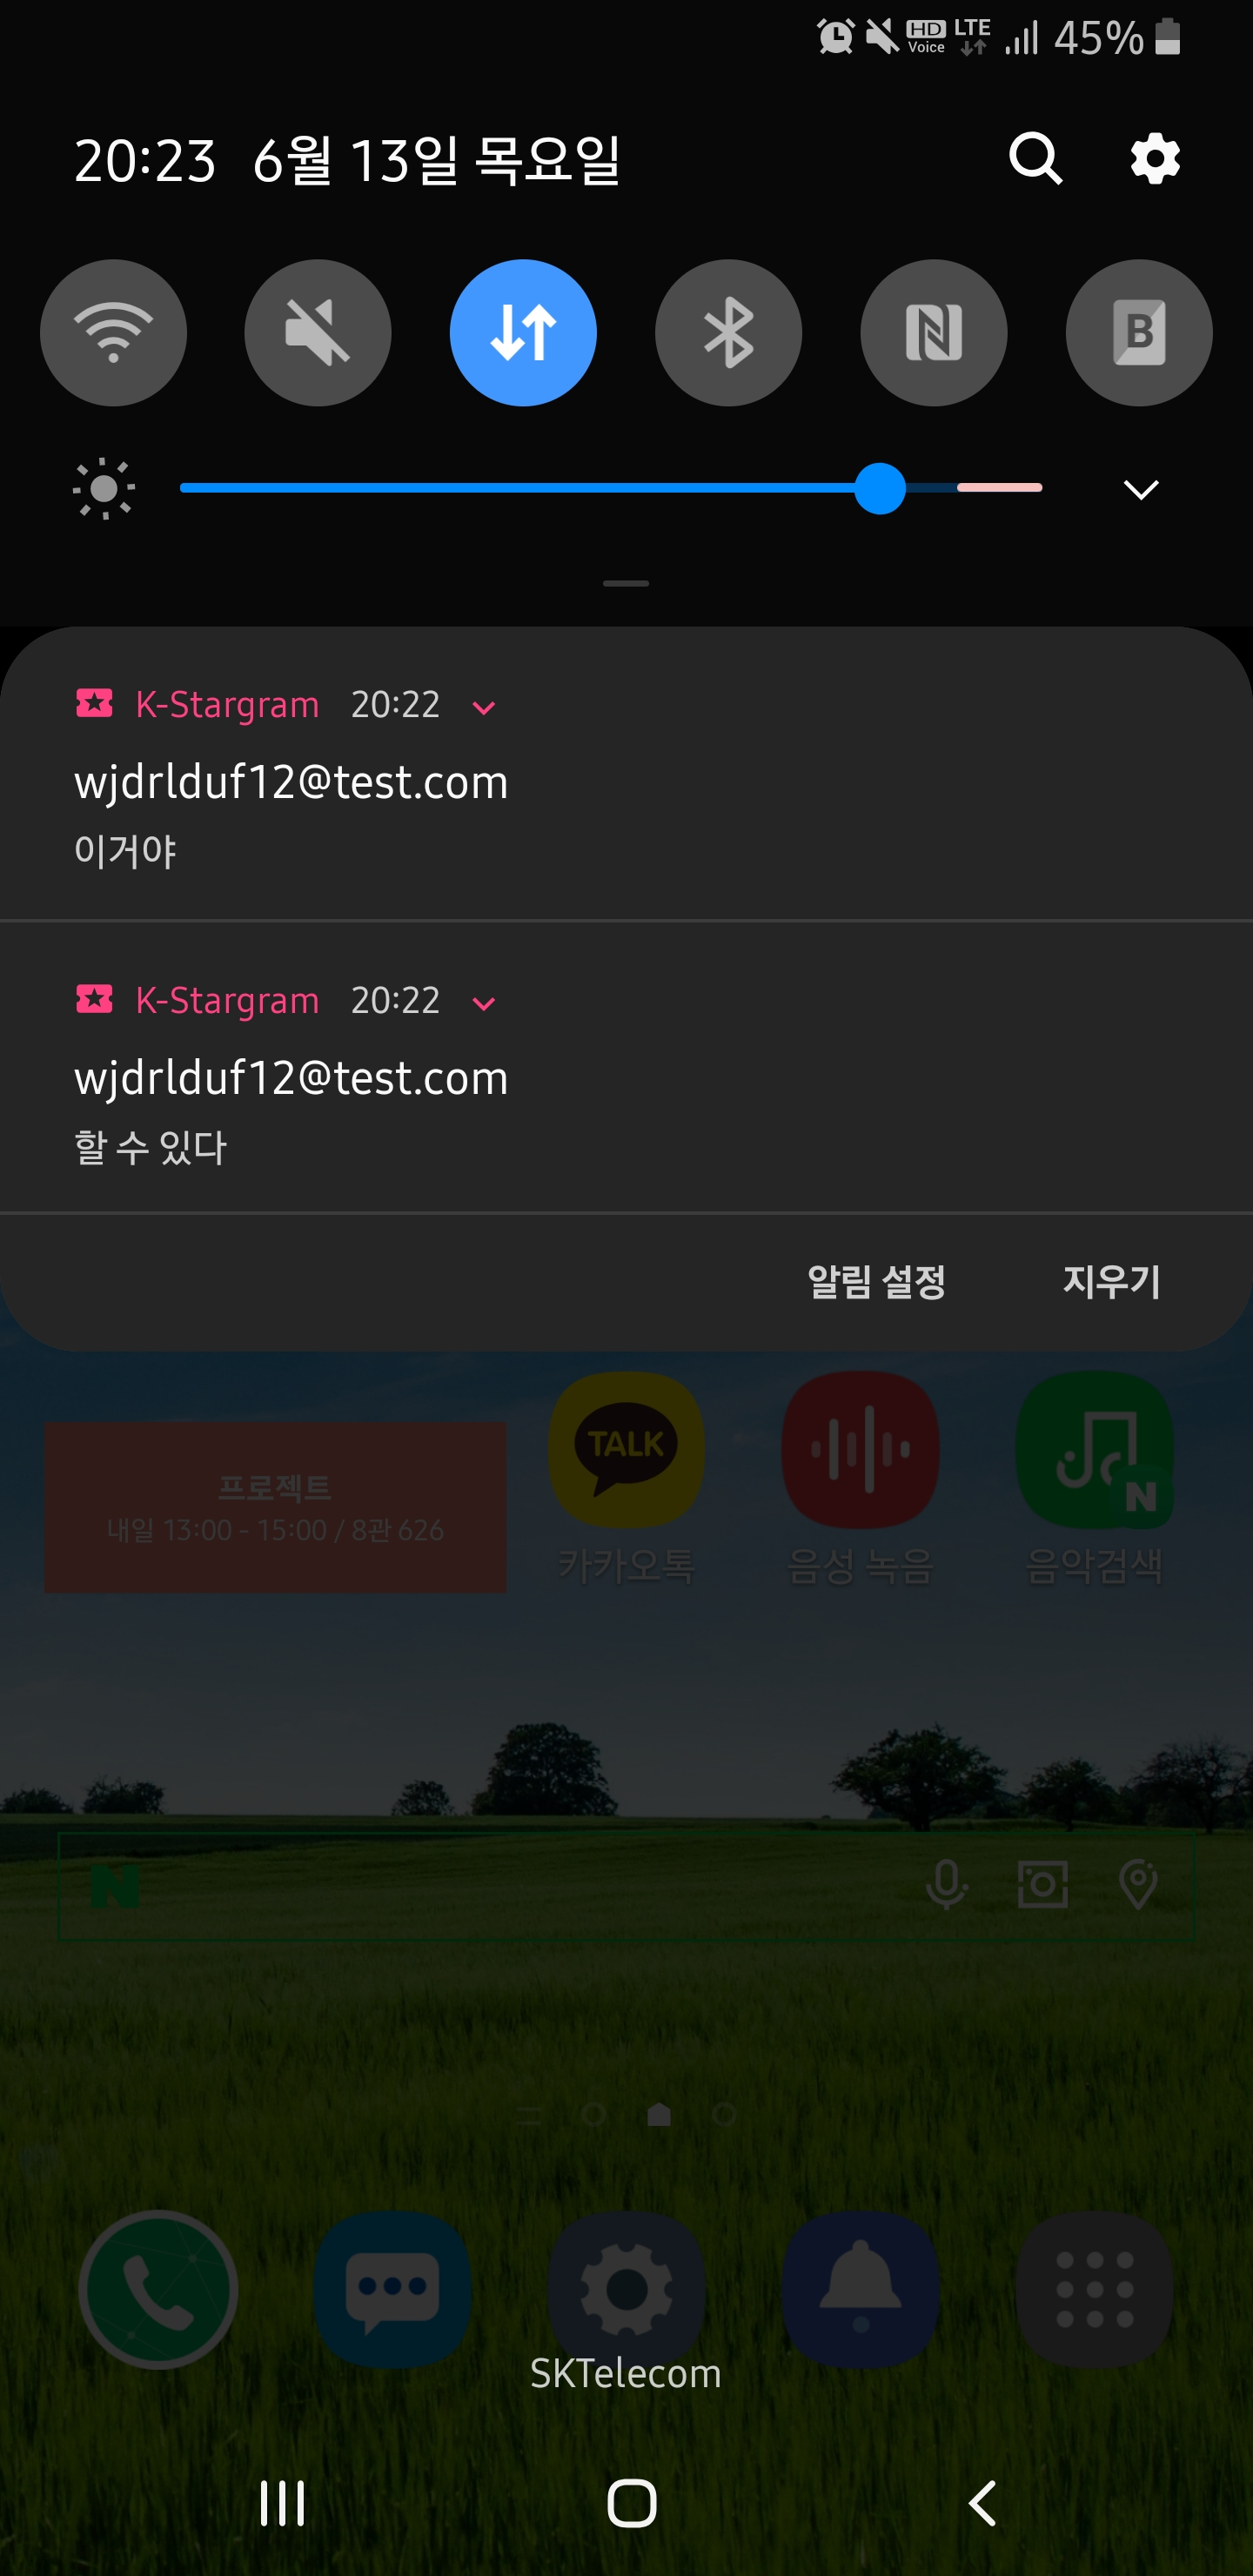 HD Voice LTE 45%
20:23 6월 13일 목요일
B
K-Stargram 20:22
wjdrlduf12@test.com
이거야
K-Stargram 20:22
wjdrlduf12@test.com
할 수 있다
알림 설정 지우기
프로젝트
내일 13:00 - 15:00 / 8관 626
TALK
N
카카오톡 음성 녹음 음악검색
N
SKTelecom